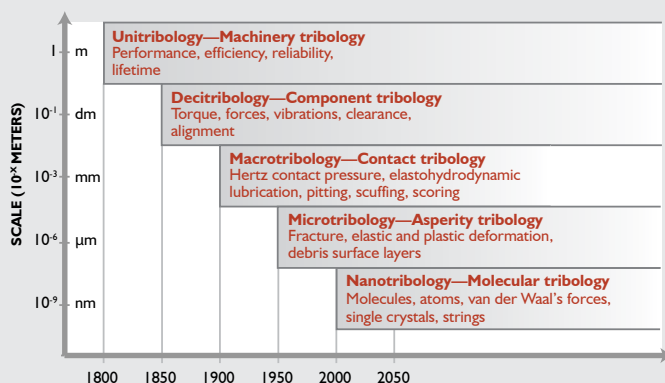 SCALE (10⁻ˣ METERS)
1 m
Unitribology—Machinery tribology
Performance, efficiency, reliability,
lifetime
10⁻¹ dm
Decitribology—Component tribology
Torque, forces, vibrations, clearance,
alignment
10⁻³ mm
Macrotribology—Contact tribology
Hertz contact pressure, elastohydrodynamic
lubrication, pitting, scuffing, scoring
10⁻⁶ µm
Microtribology—Asperity tribology
Fracture, elastic and plastic deformation,
debris surface layers
10⁻⁹ nm
Nanotribology—Molecular tribology
Molecules, atoms, van der Waal's forces,
single crystals, strings
1800 1850 1900 1950 2000 2050